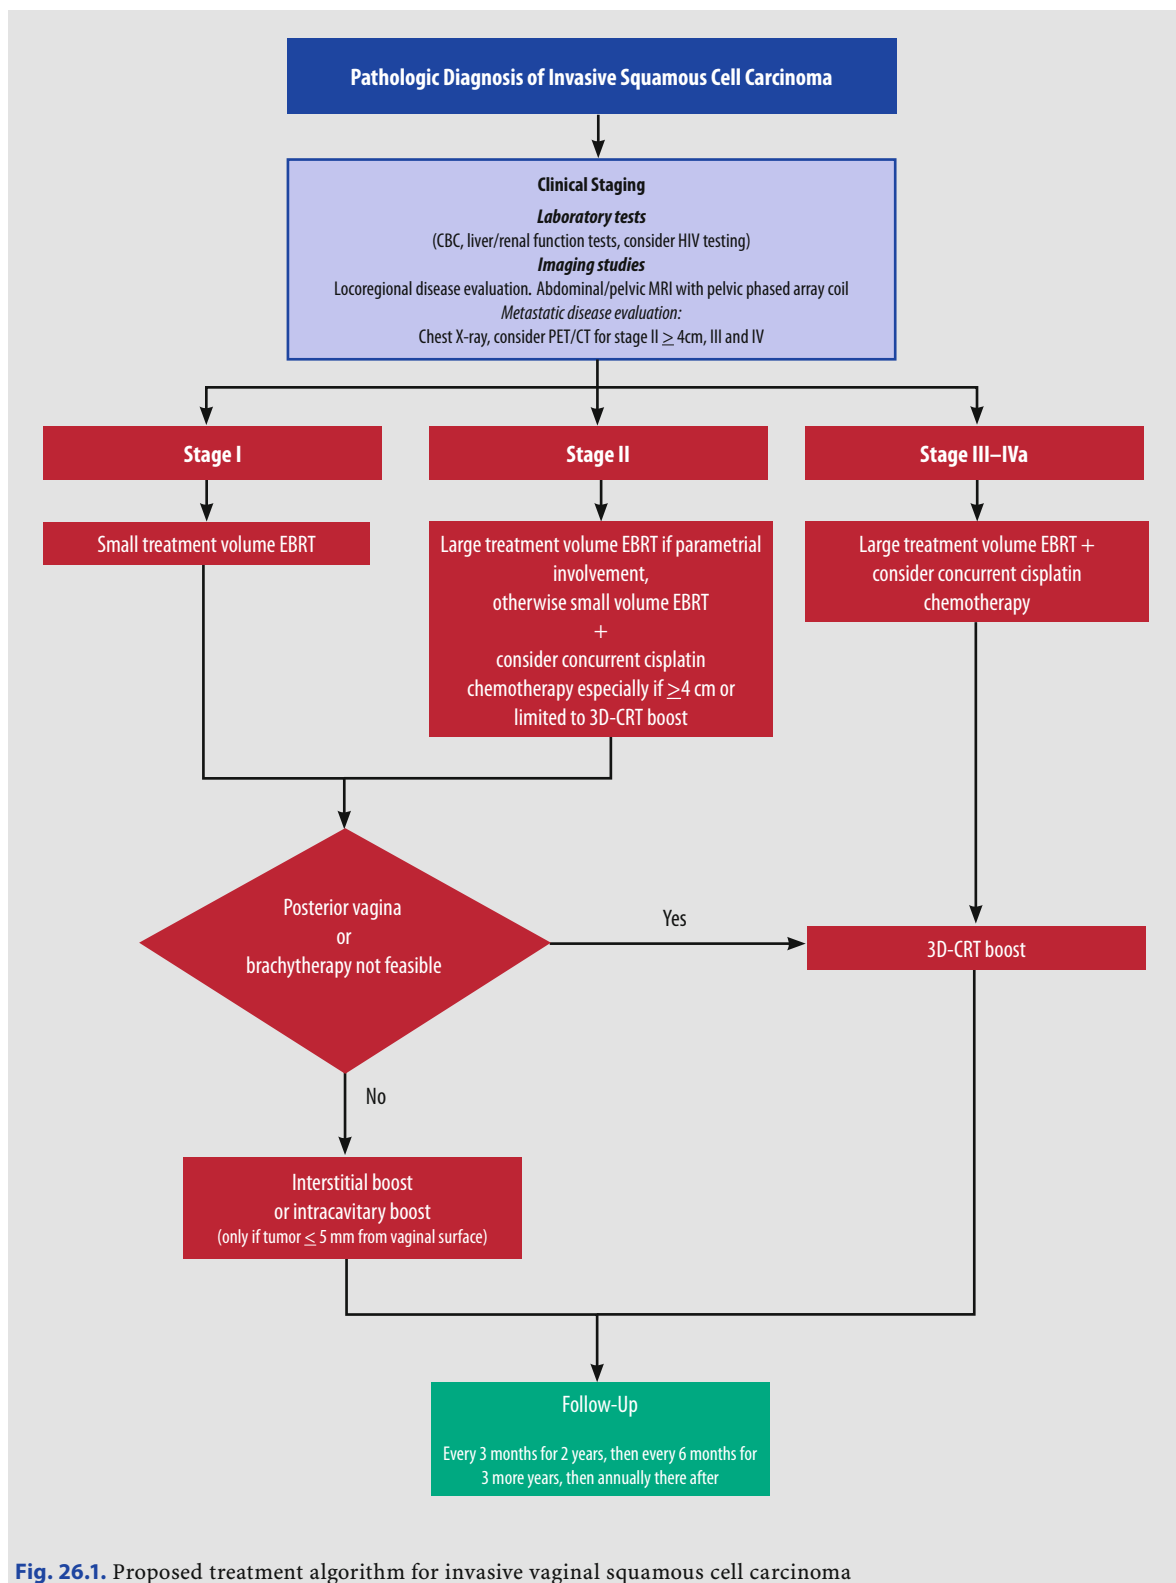 Pathologic Diagnosis of Invasive Squamous Cell Carcinoma
Clinical Staging
Laboratory tests
(CBC, liver/renal function tests, consider HIV testing)
Imaging studies
Locoregional disease evaluation. Abdominal/pelvic MRI with pelvic phased array coil
Metastatic disease evaluation:
Chest X-ray, consider PET/CT for stage II ≥ 4cm, III and IV
Stage I
Stage II
Stage III–IVa
Small treatment volume EBRT
Large treatment volume EBRT if parametrial
involvement,
otherwise small volume EBRT
+
consider concurrent cisplatin
chemotherapy especially if ≥4 cm or
limited to 3D-CRT boost
Large treatment volume EBRT +
consider concurrent cisplatin
chemotherapy
Posterior vagina
or
brachytherapy not feasible
Yes
3D-CRT boost
No
Interstitial boost
or intracavitary boost
(only if tumor ≤ 5 mm from vaginal surface)
Follow-Up
Every 3 months for 2 years, then every 6 months for
3 more years, then annually there after
Fig. 26.1. Proposed treatment algorithm for invasive vaginal squamous cell carcinoma